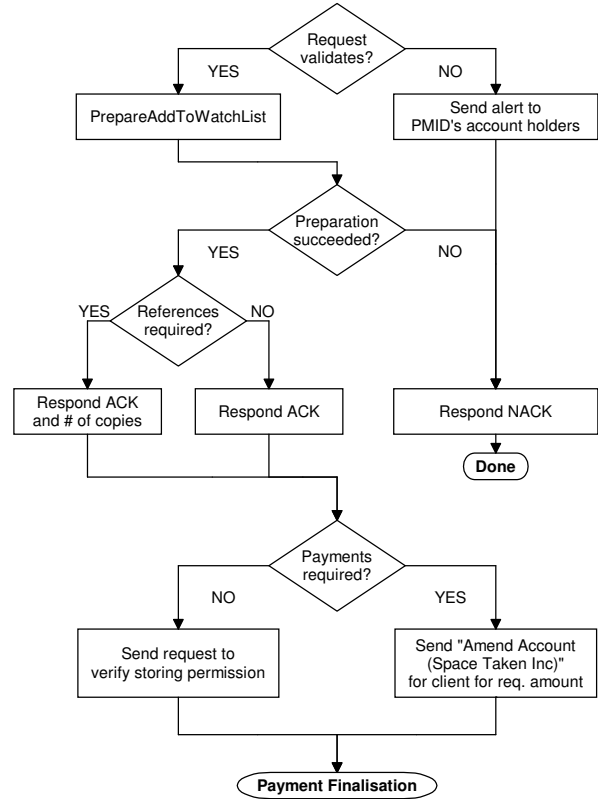 Request
validates?
YES
NO
PrepareAddToWatchList
Send alert to
PMID's account holders
Preparation
succeeded?
YES
NO
References
required?
YES
NO
Respond ACK
and # of copies
Respond ACK
Respond NACK
Done
Payments
required?
NO
YES
Send request to
verify storing permission
Send "Amend Account
(Space Taken Inc)"
for client for req. amount
Payment Finalisation